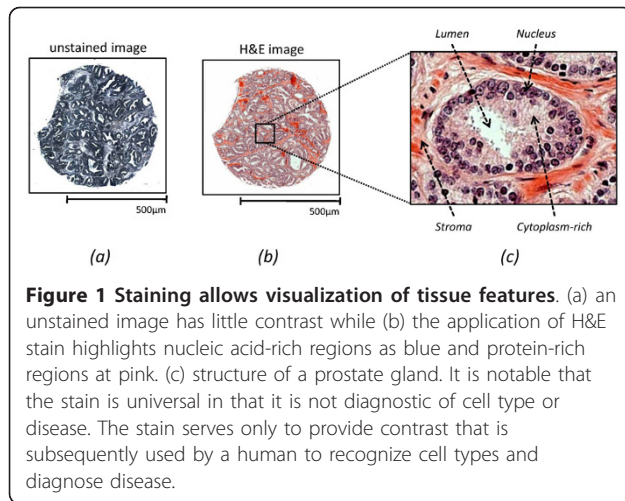 unstained image
H&E image
Lumen
Nucleus
500µm
500µm
Stroma
Cytoplasm-rich
(a)
(b)
(c)
Figure 1 Staining allows visualization of tissue features. (a) an
unstained image has little contrast while (b) the application of H&E
stain highlights nucleic acid-rich regions as blue and protein-rich
regions at pink. (c) structure of a prostate gland. It is notable that
the stain is universal in that it is not diagnostic of cell type or
disease. The stain serves only to provide contrast that is
subsequently used by a human to recognize cell types and
diagnose disease.